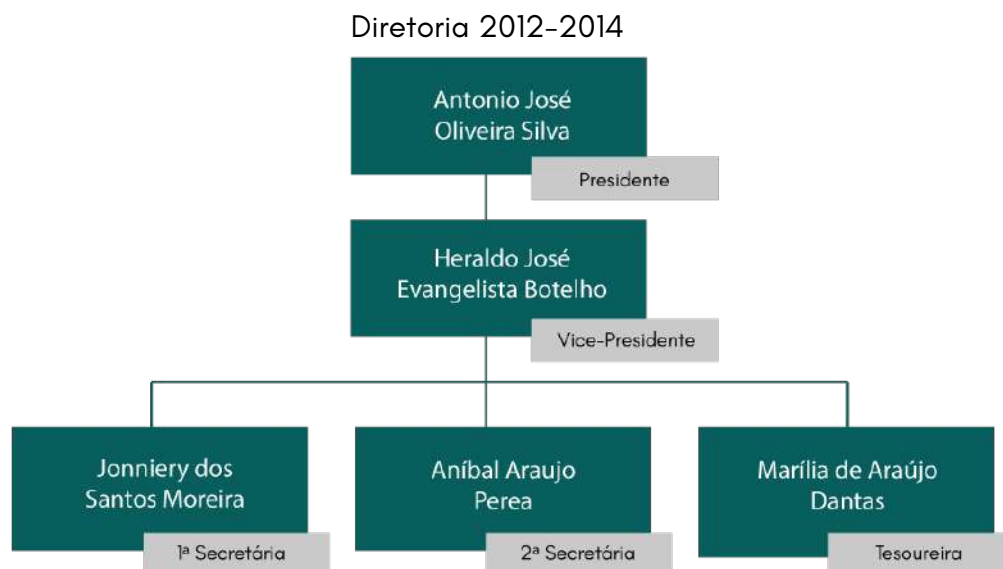 Diretoria 2012-2014
Antonio José
Oliveira Silva
Presidente
Heraldo José
Evangelista Botelho
Vice-Presidente
Jonniery dos
Santos Moreira
1ª Secretária
Aníbal Araujo
Perea
2ª Secretária
Marília de Araújo
Dantas
Tesoureira